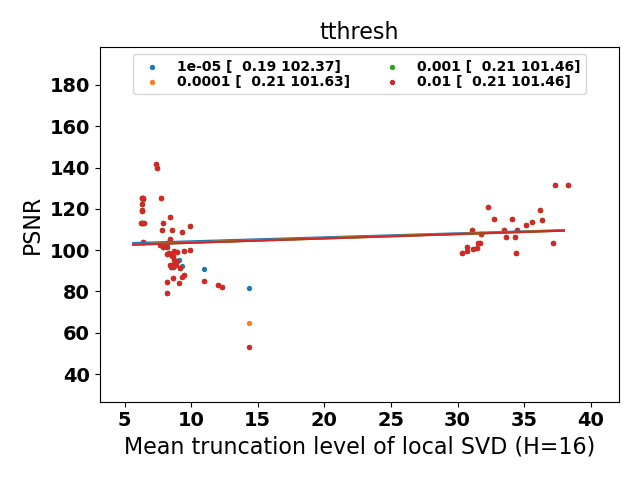 tthresh
1e-05 [  0.19 102.37]
0.0001 [  0.21 101.63]
0.001 [  0.21 101.46]
0.01 [  0.21 101.46]
PSNR
180
160
140
120
100
80
60
40
5 10 15 20 25 30 35 40
Mean truncation level of local SVD (H=16)